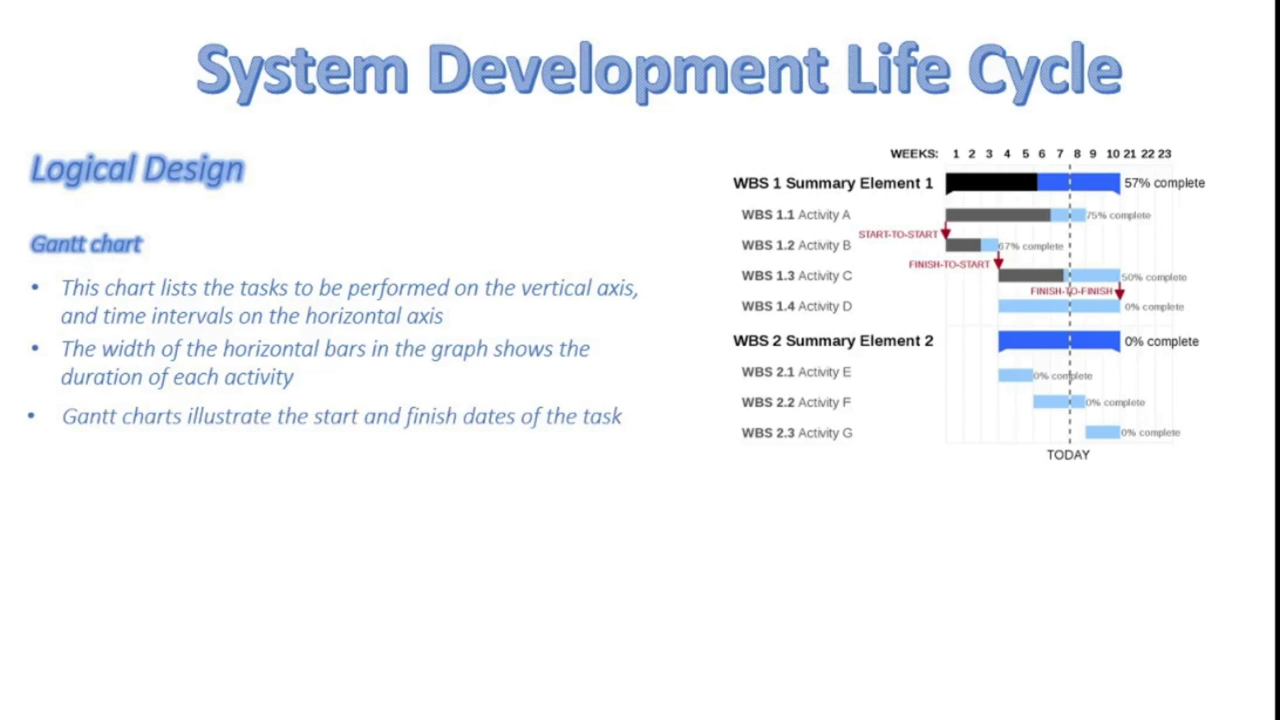 System Development Life Cycle
Logical Design
Gantt chart
• This chart lists the tasks to be performed on the vertical axis,
and time intervals on the horizontal axis
• The width of the horizontal bars in the graph shows the
duration of each activity
• Gantt charts illustrate the start and finish dates of the task
WEEKS: 1 2 3 4 5 6 7 8 9 10 21 22 23
WBS 1 Summary Element 1 57% complete
WBS 1.1 Activity A 75% complete
START-TO-START
WBS 1.2 Activity B 67% complete
FINISH-TO-START
WBS 1.3 Activity C 50% complete
FINISH-TO-FINISH
WBS 1.4 Activity D 0% complete
WBS 2 Summary Element 2 0% complete
WBS 2.1 Activity E 0% complete
WBS 2.2 Activity F 0% complete
WBS 2.3 Activity G 0% complete
TODAY